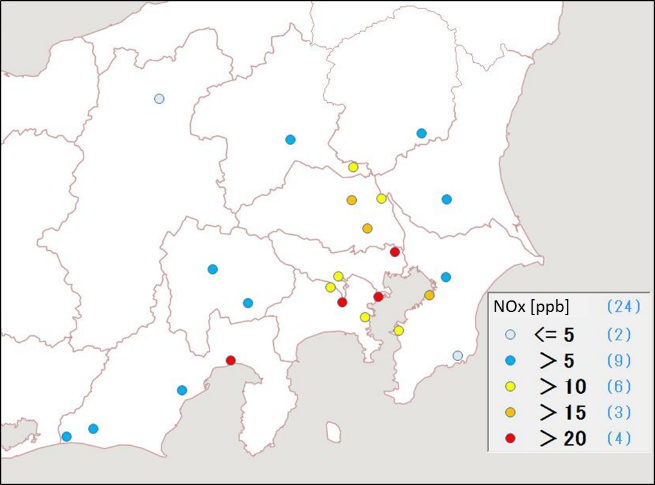 NOx [ppb] (24)
<= 5 (2)
> 5 (9)
> 10 (6)
> 15 (3)
> 20 (4)